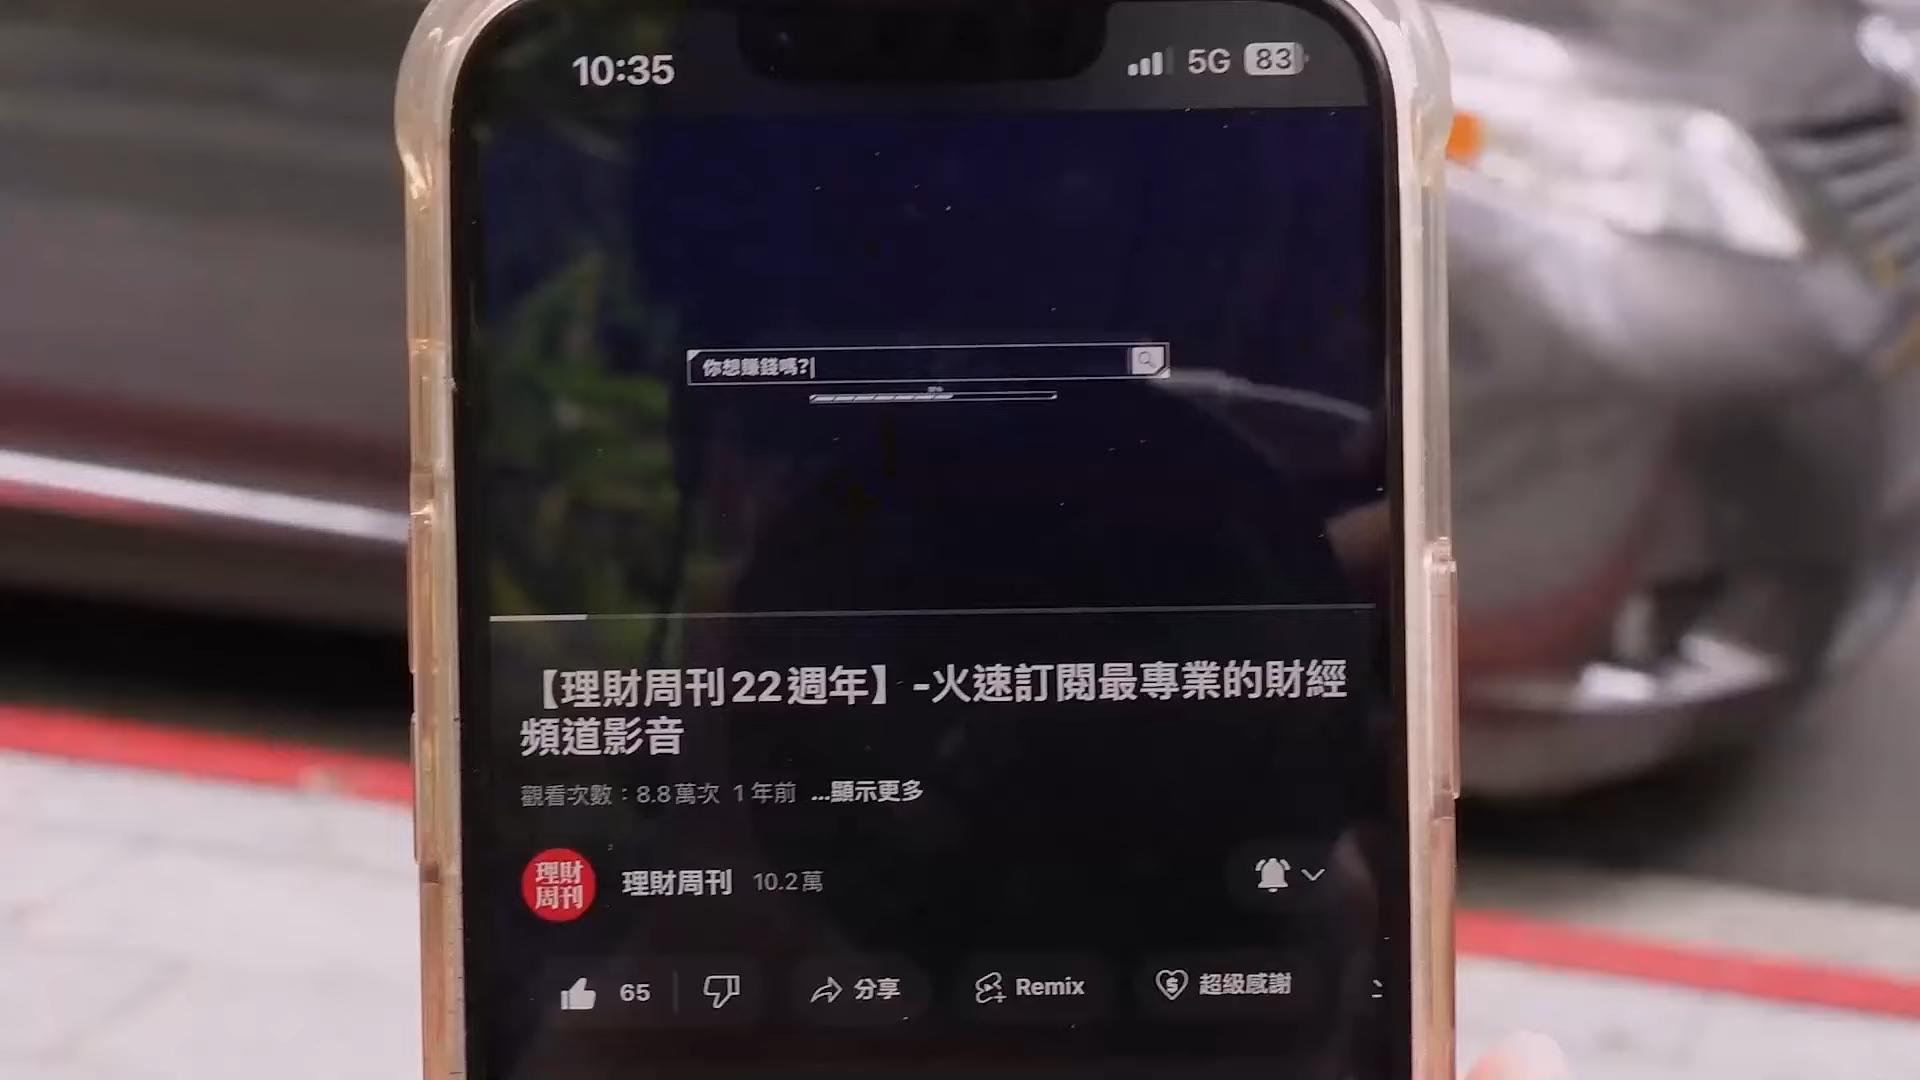 10:35
5G 83
你想賺錢嗎?
【理財周刊22週年】-火速訂閱最專業的財經
頻道影音
觀看次數：8.8萬次 1年前 ...顯示更多
理財
周刊
理財周刊 10.2萬
65 分享 Remix 超級感謝